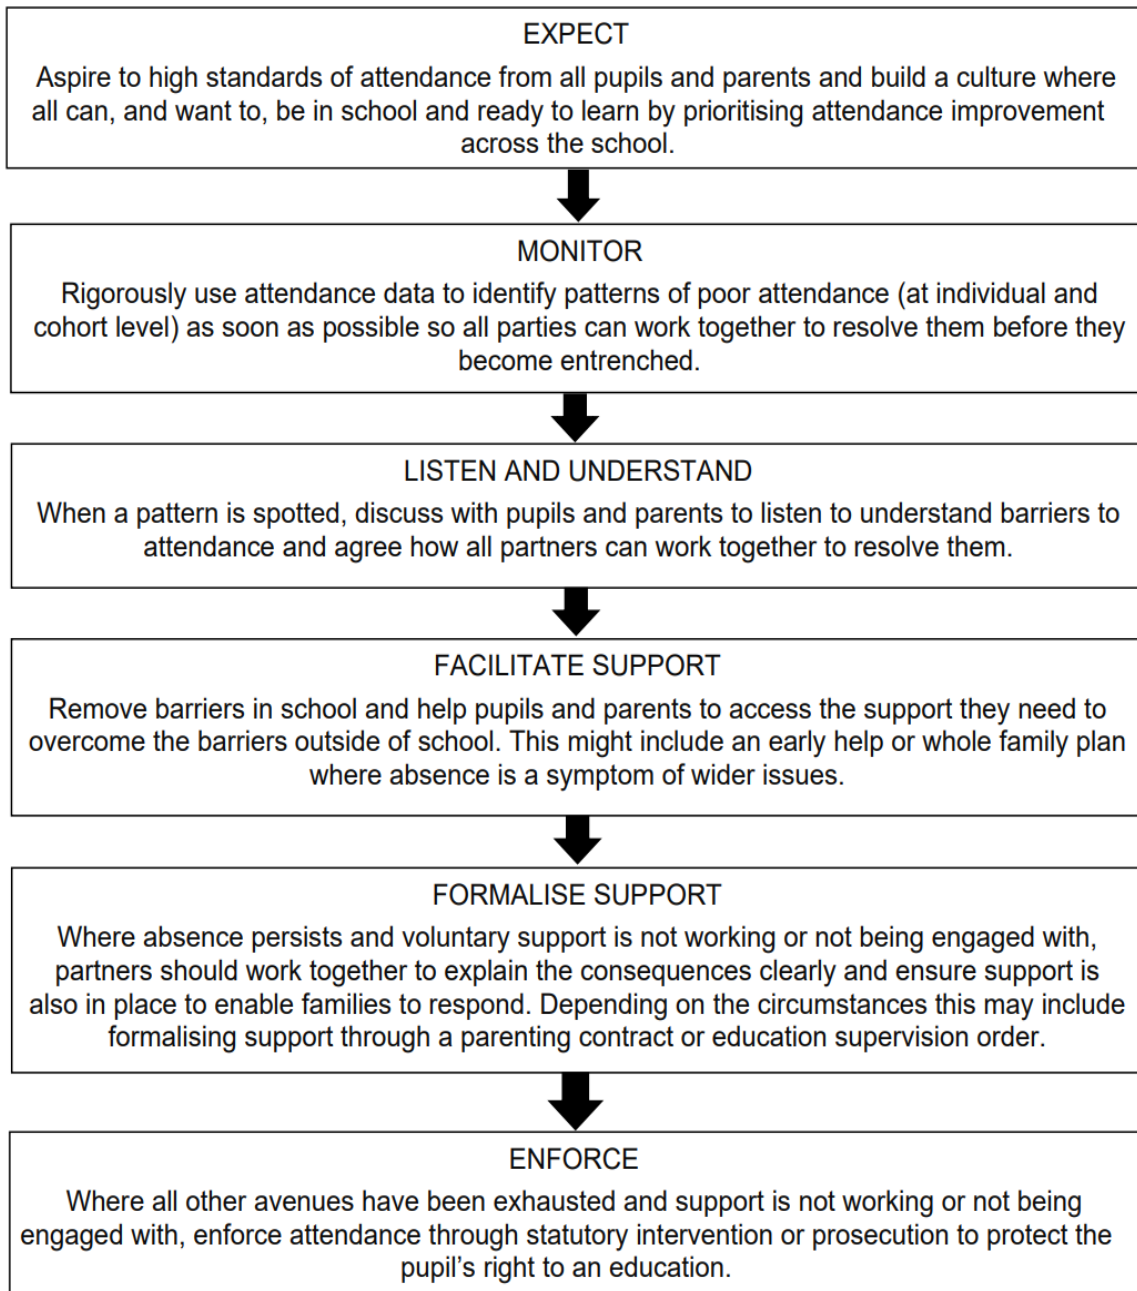 EXPECT
Aspire to high standards of attendance from all pupils and parents and build a culture where
all can, and want to, be in school and ready to learn by prioritising attendance improvement
across the school.
MONITOR
Rigorously use attendance data to identify patterns of poor attendance (at individual and
cohort level) as soon as possible so all parties can work together to resolve them before they
become entrenched.
LISTEN AND UNDERSTAND
When a pattern is spotted, discuss with pupils and parents to listen to understand barriers to
attendance and agree how all partners can work together to resolve them.
FACILITATE SUPPORT
Remove barriers in school and help pupils and parents to access the support they need to
overcome the barriers outside of school. This might include an early help or whole family plan
where absence is a symptom of wider issues.
FORMALISE SUPPORT
Where absence persists and voluntary support is not working or not being engaged with,
partners should work together to explain the consequences clearly and ensure support is
also in place to enable families to respond. Depending on the circumstances this may include
formalising support through a parenting contract or education supervision order.
ENFORCE
Where all other avenues have been exhausted and support is not working or not being
engaged with, enforce attendance through statutory intervention or prosecution to protect the
pupil’s right to an education.